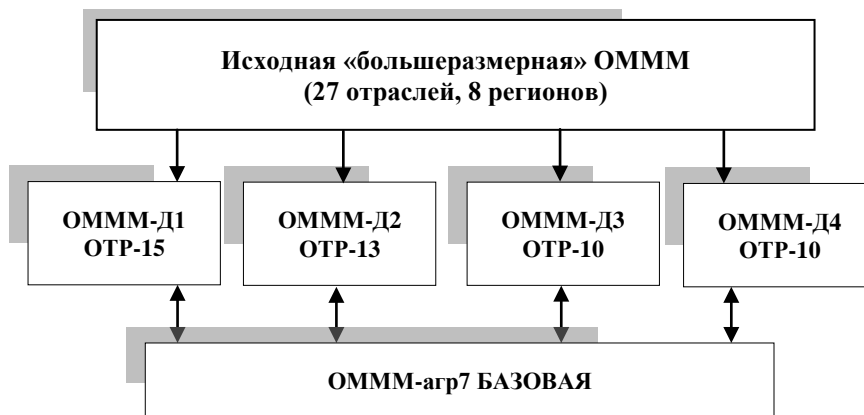 Исходная «большеразмерная» ОМММ
(27 отраслей, 8 регионов)
ОМММ-Д1
ОТР-15
ОМММ-Д2
ОТР-13
ОМММ-Д3
ОТР-10
ОМММ-Д4
ОТР-10
ОМММ-агр7 БАЗОВАЯ